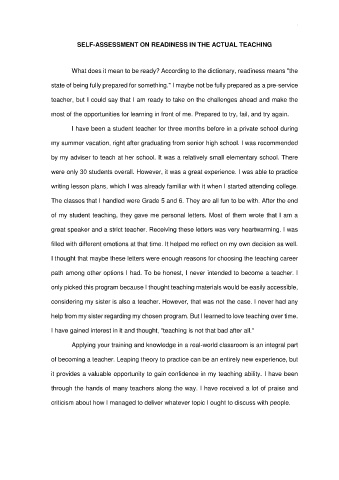 SELF-ASSESSMENT ON READINESS IN THE ACTUAL TEACHING
What does it mean to be ready? According to the dictionary, readiness means "the
state of being fully prepared for something." I maybe not be fully prepared as a pre-service
teacher, but I could say that I am ready to take on the challenges ahead and make the
most of the opportunities for learning in front of me. Prepared to try, fail, and try again.
I have been a student teacher for three months before in a private school during
my summer vacation, right after graduating from senior high school. I was recommended
by my adviser to teach at her school. It was a relatively small elementary school. There
were only 30 students overall. However, it was a great experience. I was able to practice
writing lesson plans, which I was already familiar with it when I started attending college.
The classes that I handled were Grade 5 and 6. They are all fun to be with. After the end
of my student teaching, they gave me personal letters. Most of them wrote that I am a
great speaker and a strict teacher. Receiving these letters was very heartwarming. I was
filled with different emotions at that time. It helped me reflect on my own decision as well.
I thought that maybe these letters were enough reasons for choosing the teaching career
path among other options I had. To be honest, I never intended to become a teacher. I
only picked this program because I thought teaching materials would be easily accessible,
considering my sister is also a teacher. However, that was not the case. I never had any
help from my sister regarding my chosen program. But I learned to love teaching over time.
I have gained interest in it and thought, "teaching is not that bad after all."
Applying your training and knowledge in a real-world classroom is an integral part
of becoming a teacher. Leaping theory to practice can be an entirely new experience, but
it provides a valuable opportunity to gain confidence in my teaching ability. I have been
through the hands of many teachers along the way. I have received a lot of praise and
criticism about how I managed to deliver whatever topic I ought to discuss with people.